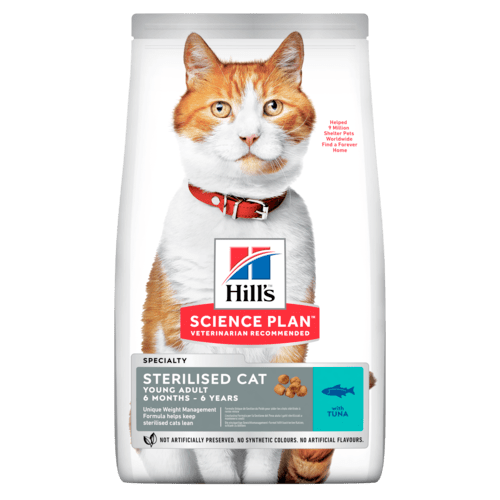 Helped
9 Million
Shelter Pets
Worldwide
Find a Forever
Home
Hill's
SCIENCE PLAN™
VETERINARIAN RECOMMENDED
SPECIALTY
STERILISED CAT
YOUNG ADULT
6 MONTHS - 6 YEARS
Unique Weight Management
Formula helps keep
sterilised cats lean
with
TUNA
NOT ARTIFICIALLY PRESERVED. NO SYNTHETIC COLOURS. NO ARTIFICIAL FLAVOURS.